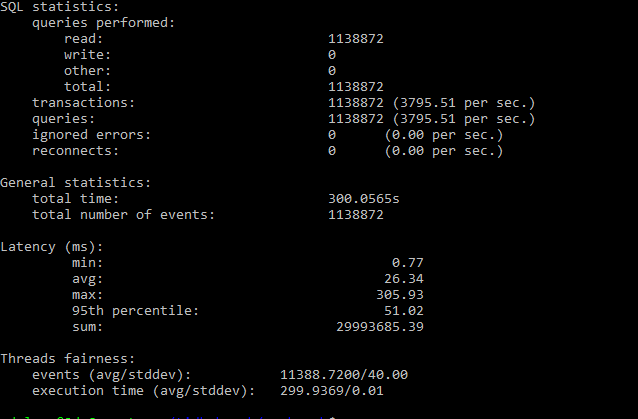 SQL statistics:
queries performed:
read: 1138872
write: 0
other: 0
total: 1138872
transactions: 1138872 (3795.51 per sec.)
queries: 1138872 (3795.51 per sec.)
ignored errors: 0 (0.00 per sec.)
reconnects: 0 (0.00 per sec.)
General statistics:
total time: 300.0565s
total number of events: 1138872
Latency (ms):
min: 0.77
avg: 26.34
max: 305.93
95th percentile: 51.02
sum: 29993685.39
Threads fairness:
events (avg/stddev): 11388.7200/40.00
execution time (avg/stddev): 299.9369/0.01